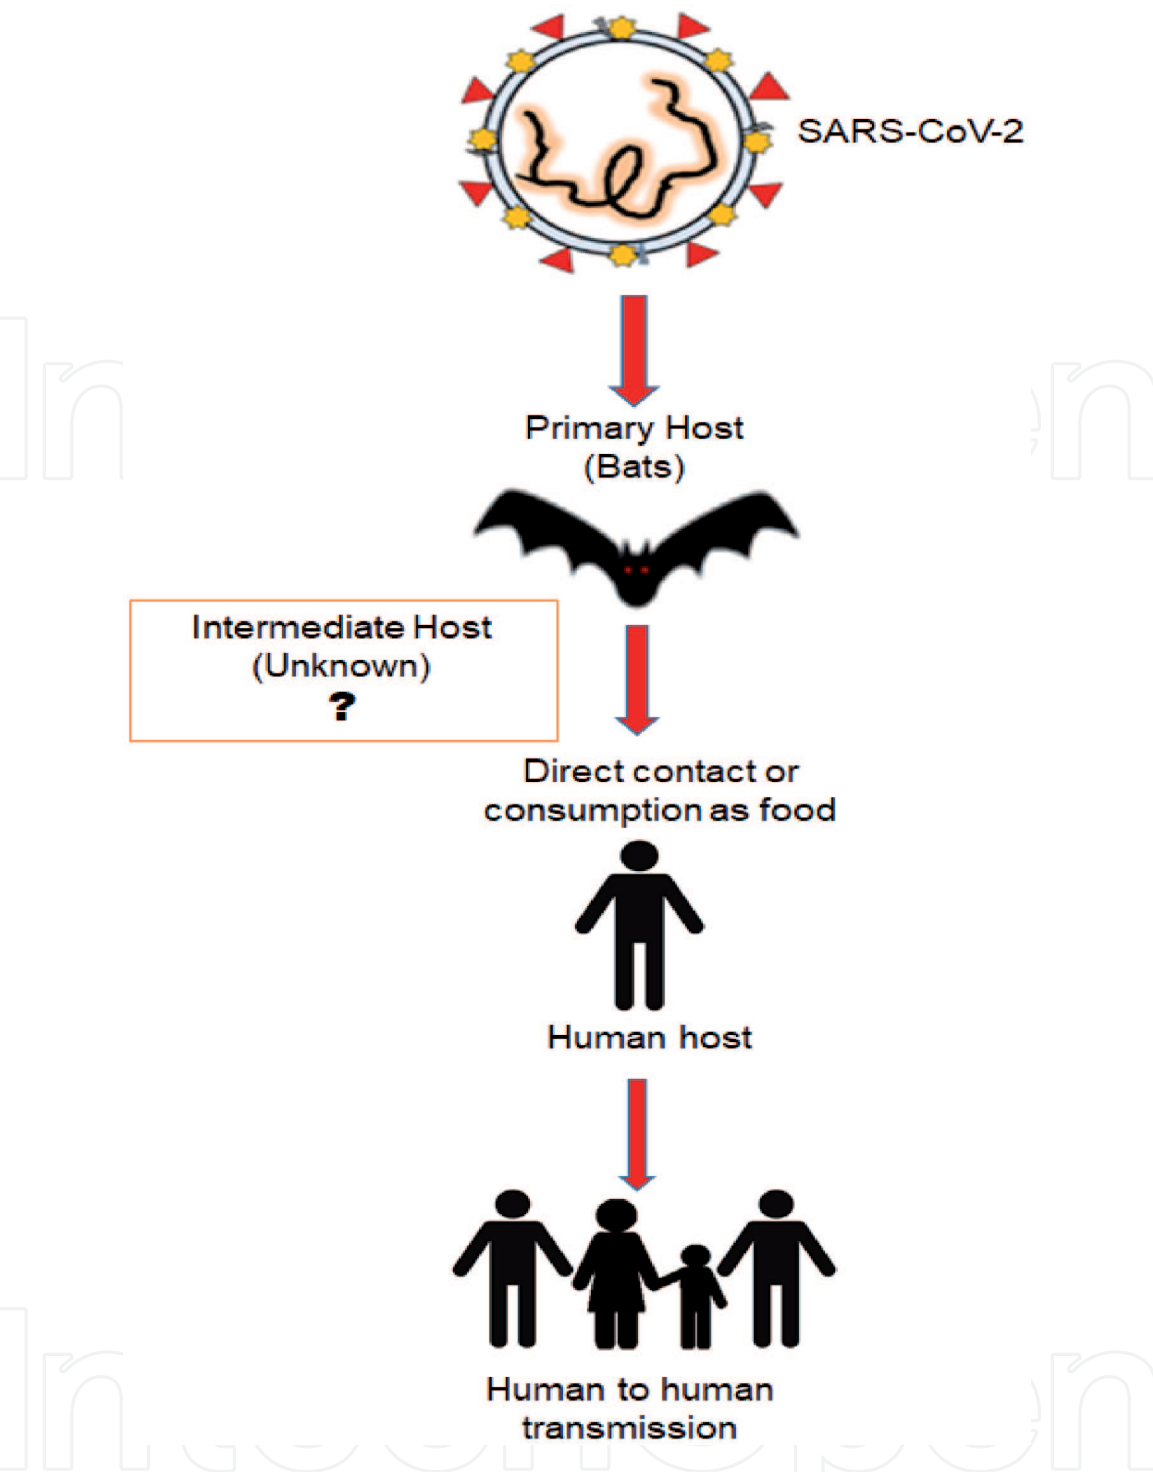 SARS-CoV-2
Primary Host
(Bats)
Intermediate Host
(Unknown)
?
Direct contact or
consumption as food
Human host
Human to human
transmission